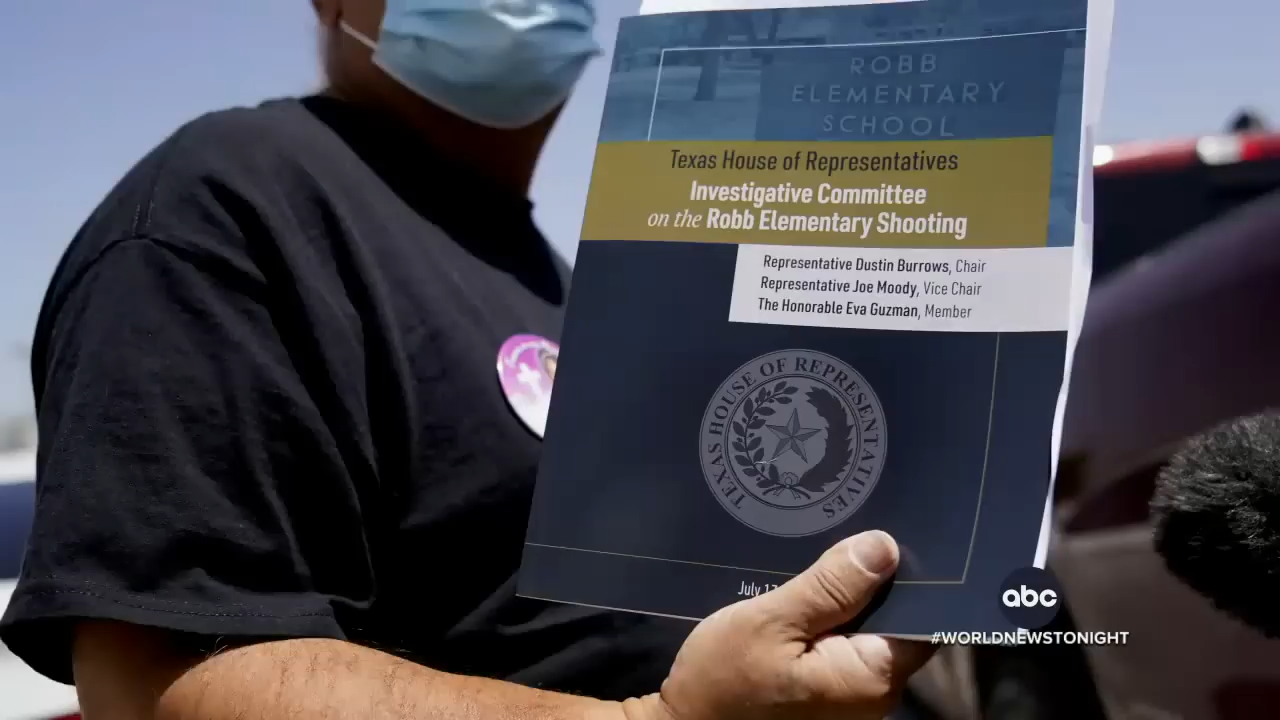 ROBB
ELEMENTARY
SCHOOL
Texas House of Representatives
Investigative Committee
on the Robb Elementary Shooting
Representative Dustin Burrows, Chair
Representative Joe Moody, Vice Chair
The Honorable Eva Guzman, Member
TEXAS HOUSE OF REPRESENTATIVES
July
abc
#WORLDNEWSTONIGHT